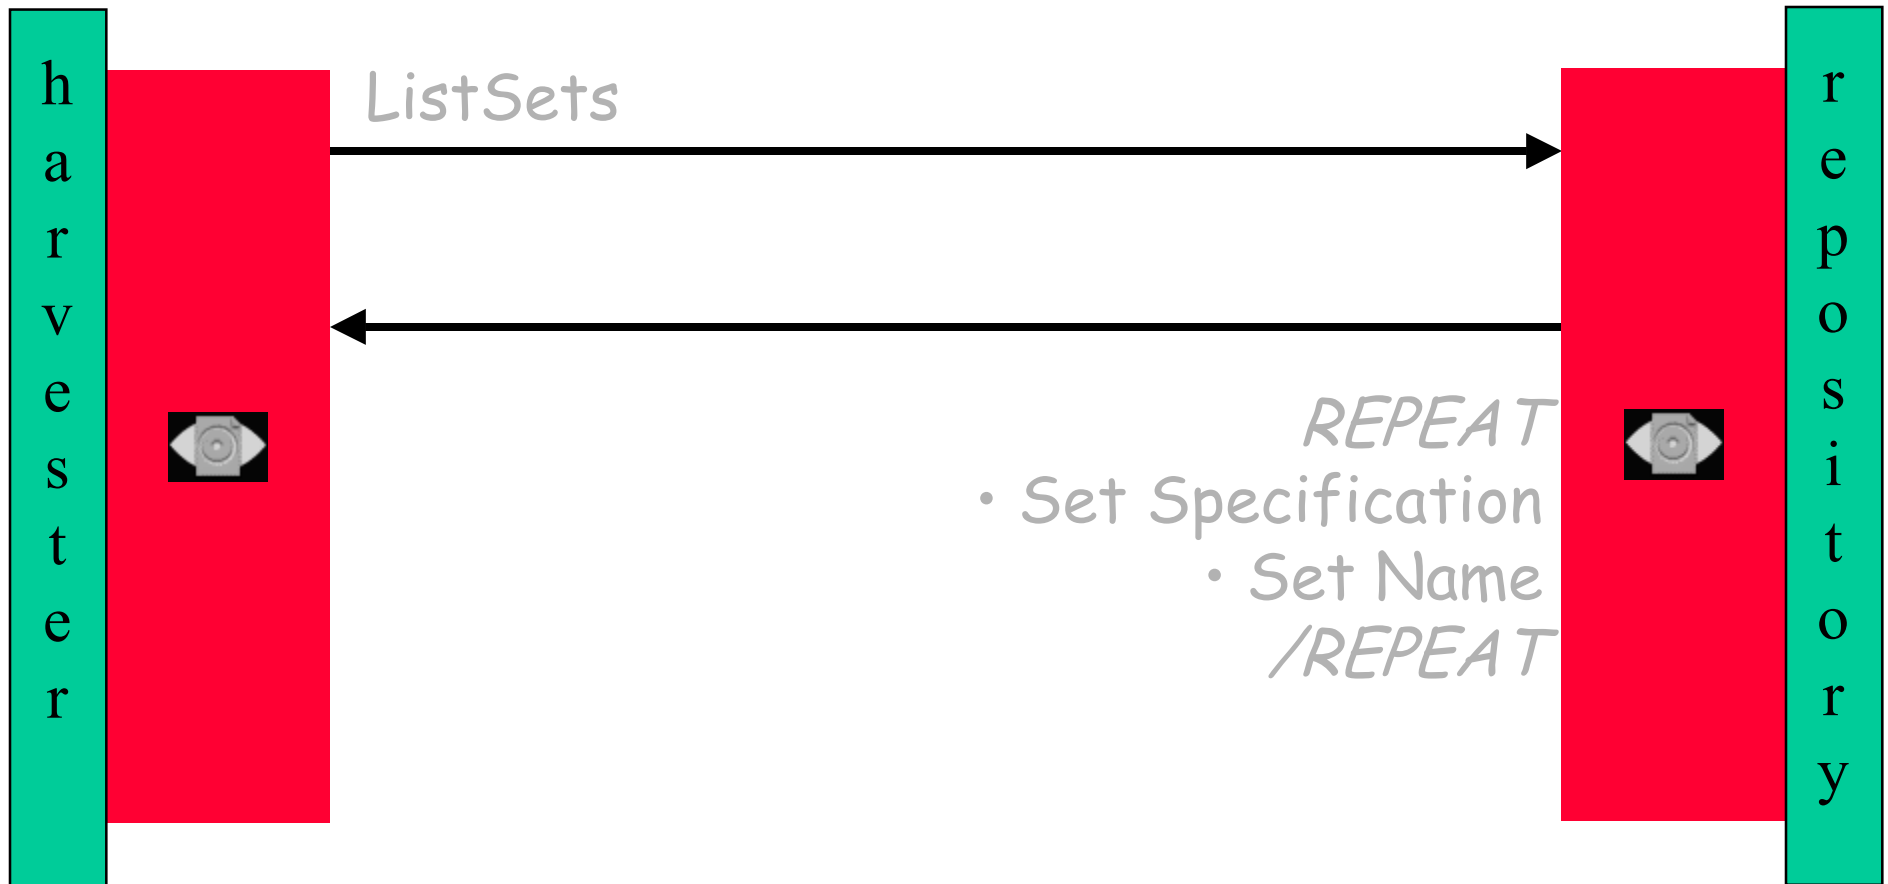 harvester
ListSets
REPEAT
• Set Specification
• Set Name
/REPEAT
repository